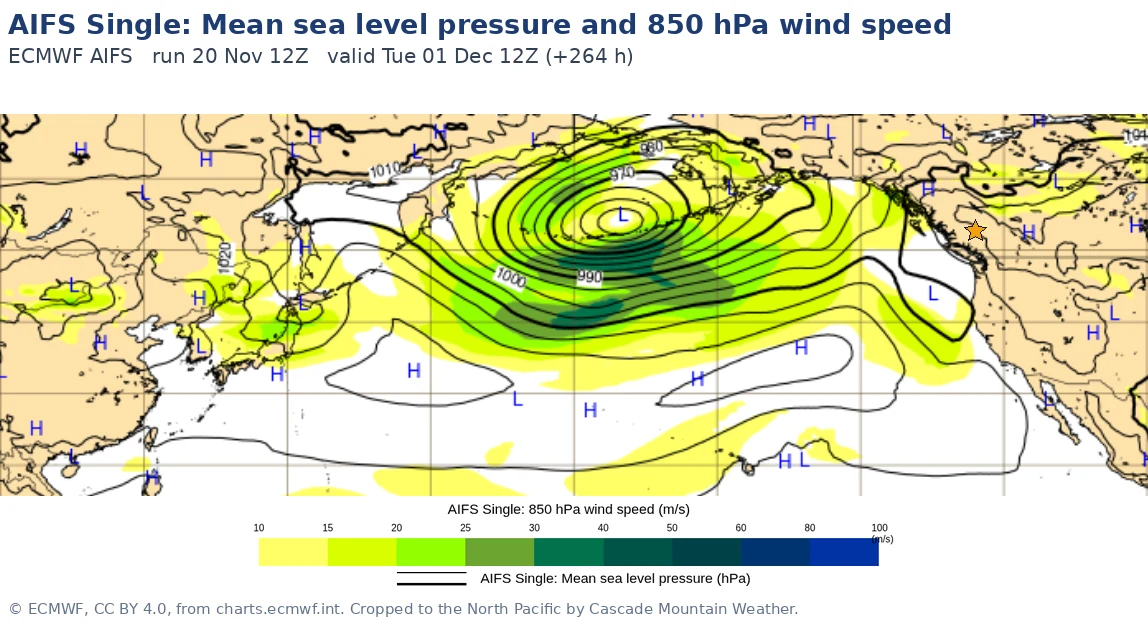 AIFS Single: Mean sea level pressure and 850 hPa wind speed
ECMWF AIFS run 20 Nov 12Z valid Tue 01 Dec 12Z (+264 h)
H L H H L H H L H
1010 980 970 104
H H L L L L H
L
L H
1020 H
1000 990
L H L L
H L H
H L H H
H H H
L L
H H
L H L
H
AIFS Single: 850 hPa wind speed (m/s)
10 15 20 25 30 40 50 60 80 100
(m/s)
AIFS Single: Mean sea level pressure (hPa)
© ECMWF, CC BY 4.0, from charts.ecmwf.int. Cropped to the North Pacific by Cascade Mountain Weather.